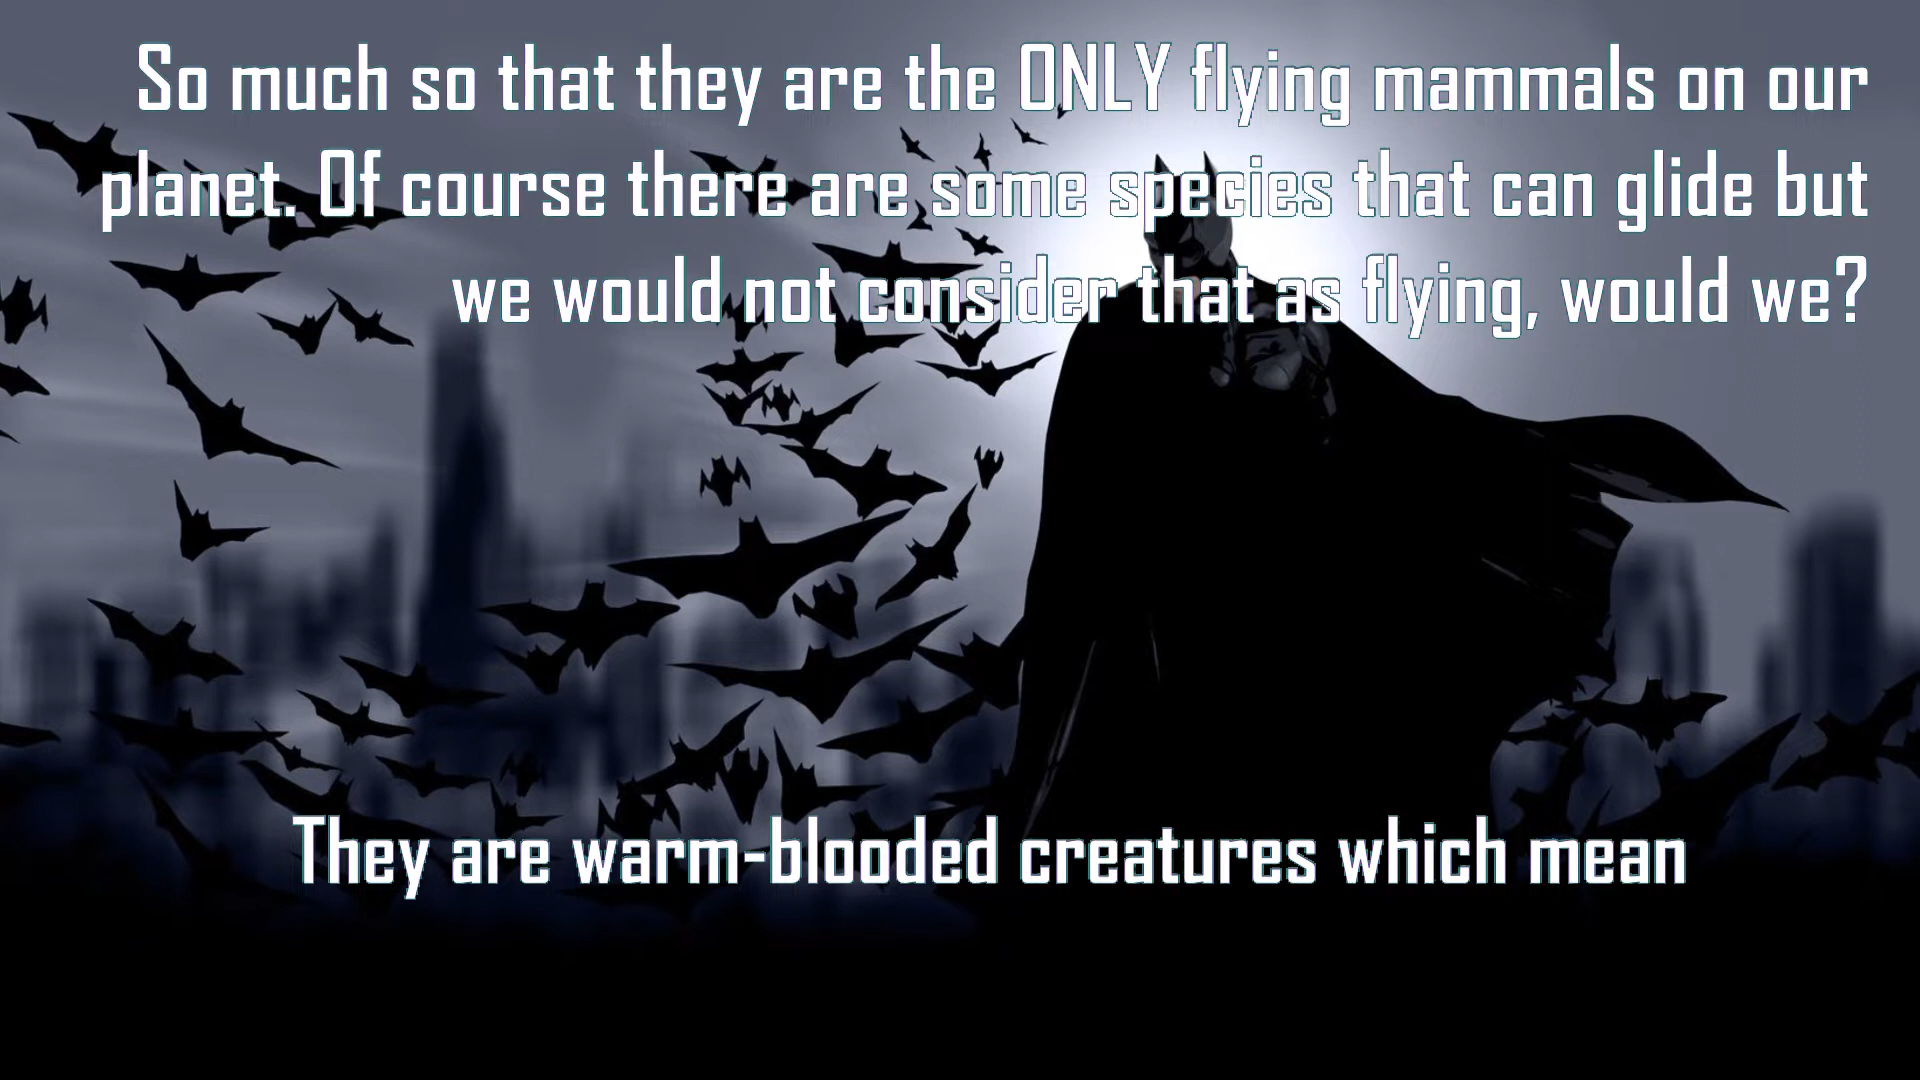 So much so that they are the ONLY flying mammals on our
planet. Of course there are some species that can glide but
we would not consider that as flying, would we?
They are warm-blooded creatures which mean